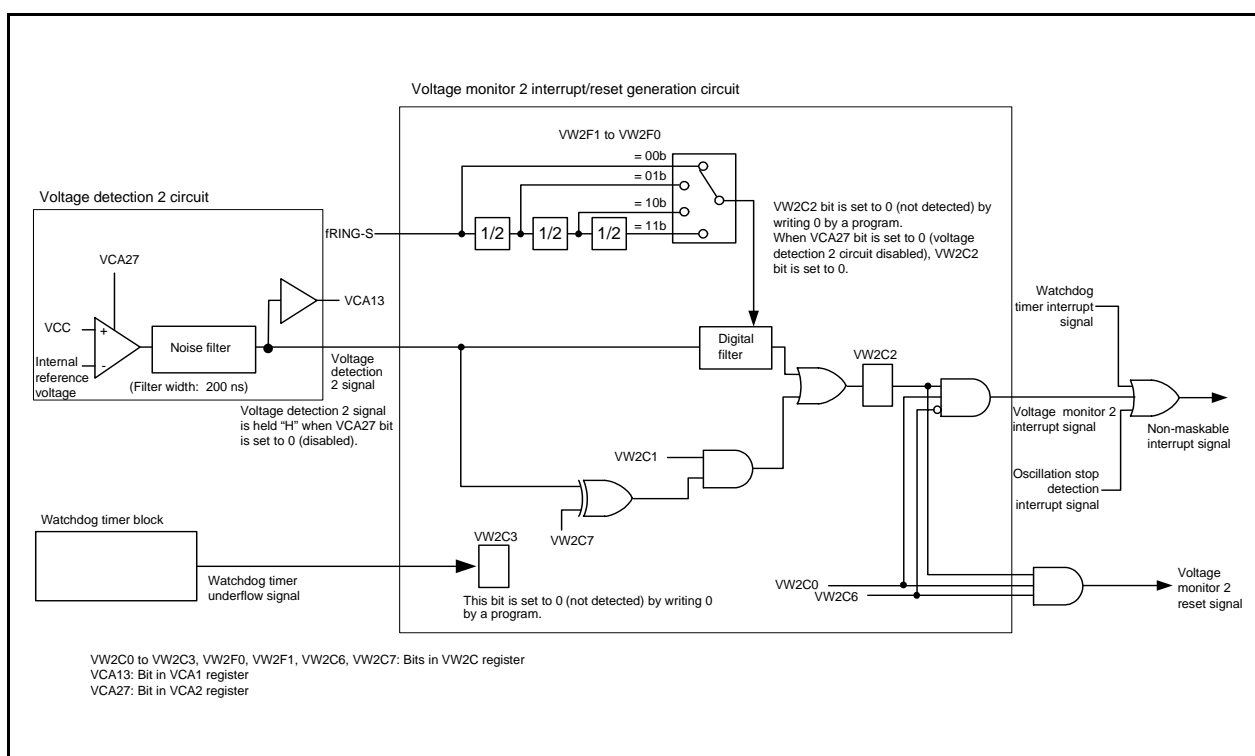 Voltage monitor 2 interrupt/reset generation circuit
VW2F1 to VW2F0
= 00b
= 01b
= 10b
= 11b
Voltage detection 2 circuit
fRING-S
1/2
1/2
1/2
VW2C2 bit is set to 0 (not detected) by
writing 0 by a program.
When VCA27 bit is set to 0 (voltage
detection 2 circuit disabled), VW2C2
bit is set to 0.
VCA27
VCA13
VCC
+
Internal
reference
voltage
-
Noise filter
(Filter width: 200 ns)
Voltage
detection
2 signal
Voltage detection 2 signal
is held “H” when VCA27 bit
is set to 0 (disabled).
Digital
filter
VW2C2
Watchdog
timer interrupt
signal
Voltage monitor 2
interrupt signal
Non-maskable
interrupt signal
Oscillation stop
detection
interrupt signal
VW2C1
VW2C7
Watchdog timer block
Watchdog timer
underflow signal
VW2C3
This bit is set to 0 (not detected) by writing 0
by a program.
VW2C0
VW2C6
Voltage
monitor 2
reset signal
VW2C0 to VW2C3, VW2F0, VW2F1, VW2C6, VW2C7: Bits in VW2C register
VCA13: Bit in VCA1 register
VCA27: Bit in VCA2 register